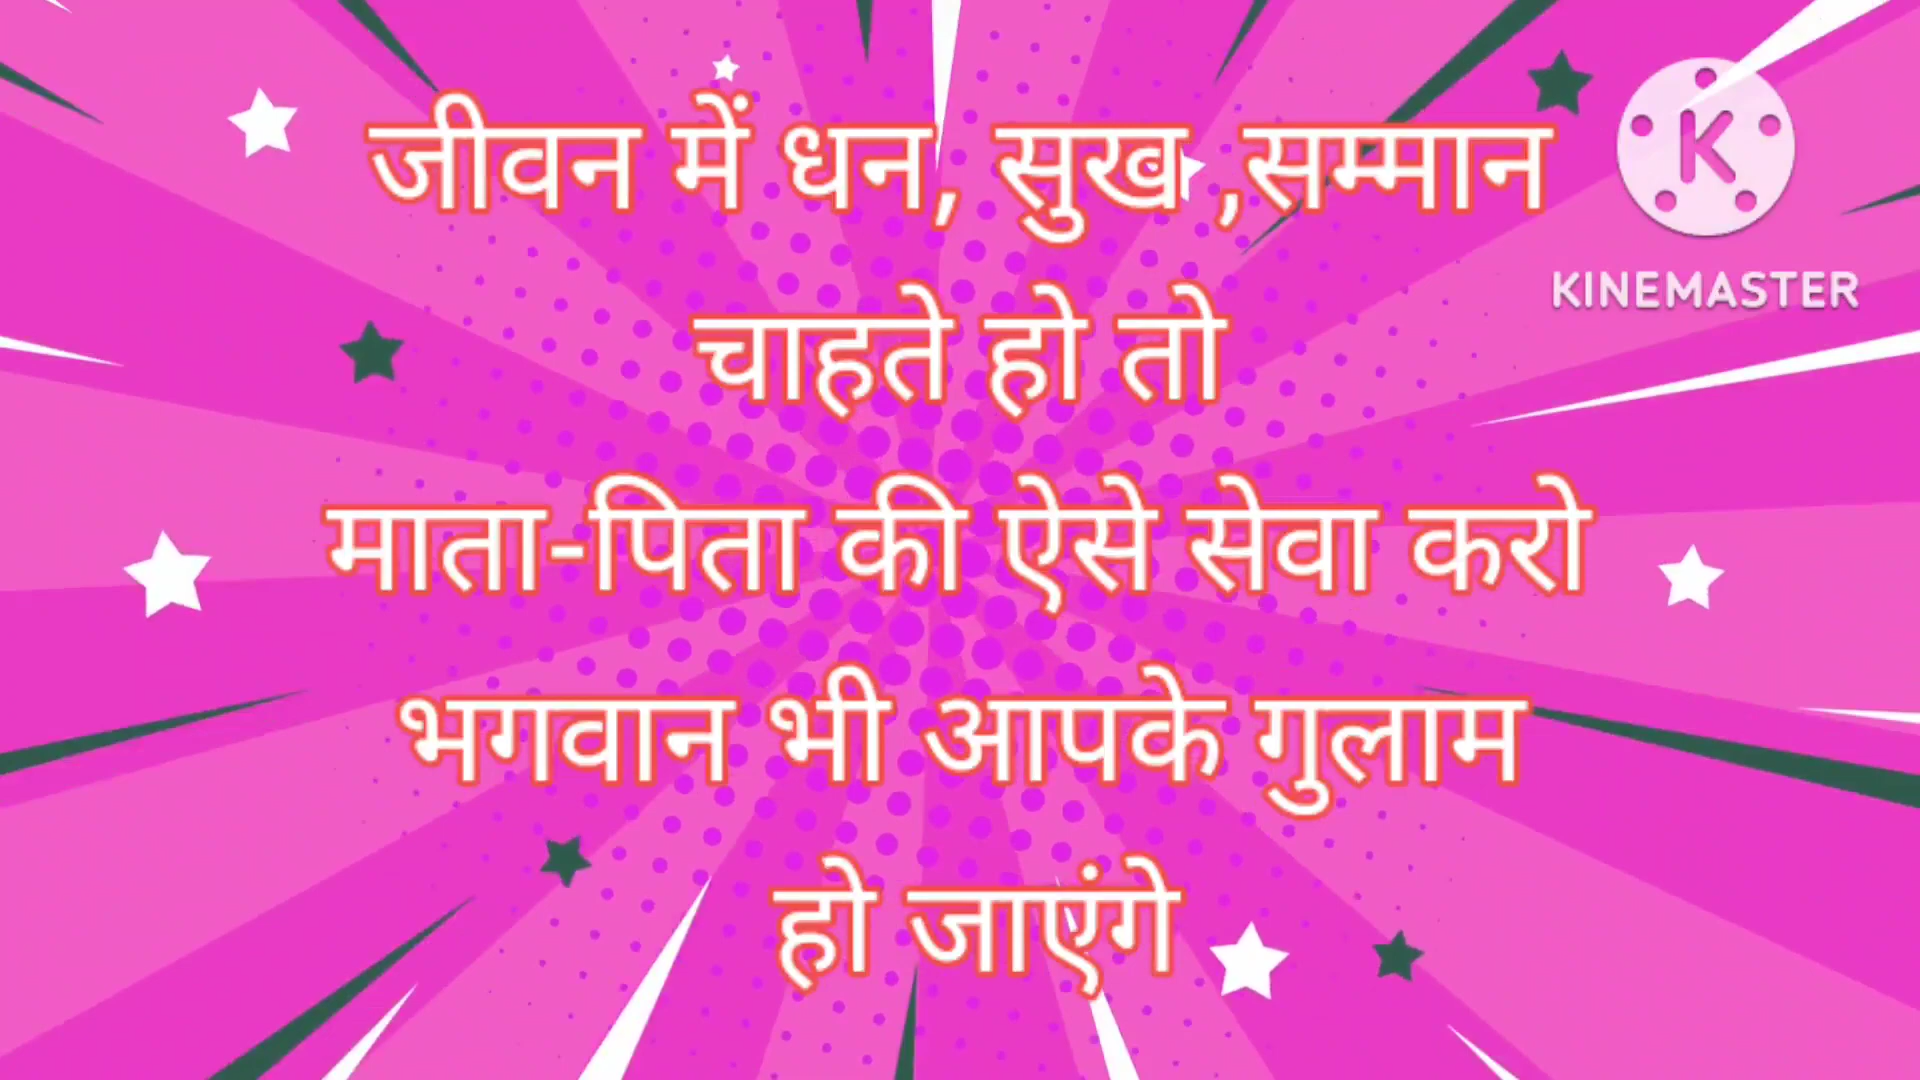 जीवन में धन, सुख ,सम्मान
चाहते हो तो
माता-पिता की ऐसे सेवा करो
भगवान भी आपके गुलाम
हो जाएंगे
K
KINEMASTER